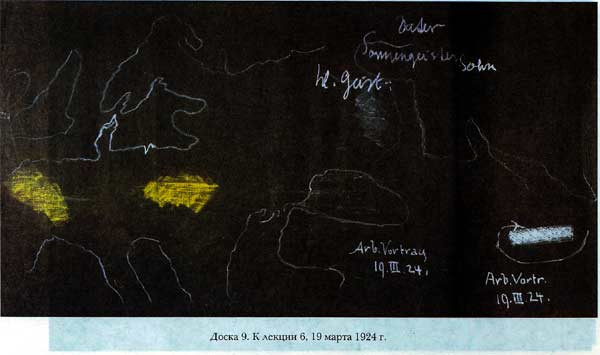 Vater
Sonnengeister Sohn
hl. Geist.
Arb. Vortrag
19. III. 24.
Arb. Vortr.
19. III. 24.
Доска 9. К лекции 6, 19 марта 1924 г.